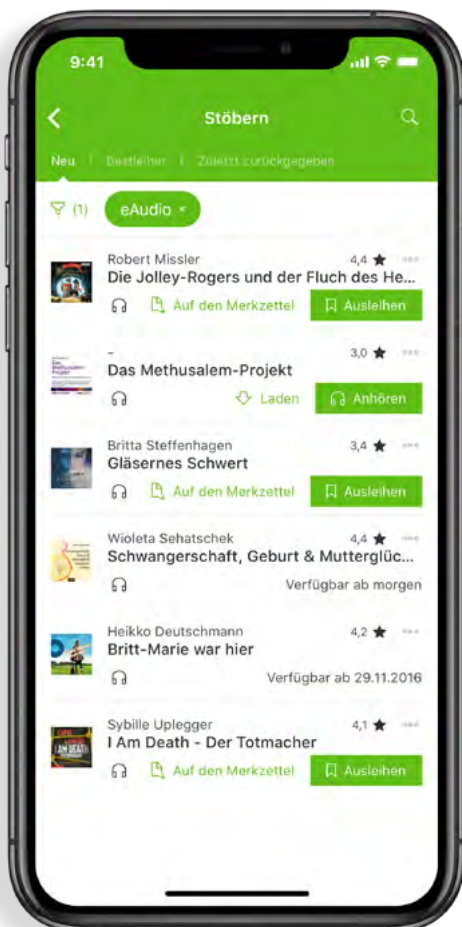 9:41
Stöbern
Neu | Bestleiher | Zuletzt zurückgegeben
(1) eAudio
Robert Missler 4,4 ★
Die Jolley-Rogers und der Fluch des He...
Auf den Merkzettel Ausleihen
– 3,0 ★
Das Methusalem-Projekt
Laden Anhören
Britta Steffenhagen 3,4 ★
Gläsernes Schwert
Auf den Merkzettel Ausleihen
Wioleta Sehatschek 4,4 ★
Schwangerschaft, Geburt & Mutterglüc...
Verfügbar ab morgen
Heikko Deutschmann 4,2 ★
Britt-Marie war hier
Verfügbar ab 29.11.2016
Sybille Uplegger 4,1 ★
I Am Death - Der Totmacher
Auf den Merkzettel Ausleihen
I AM DEATH